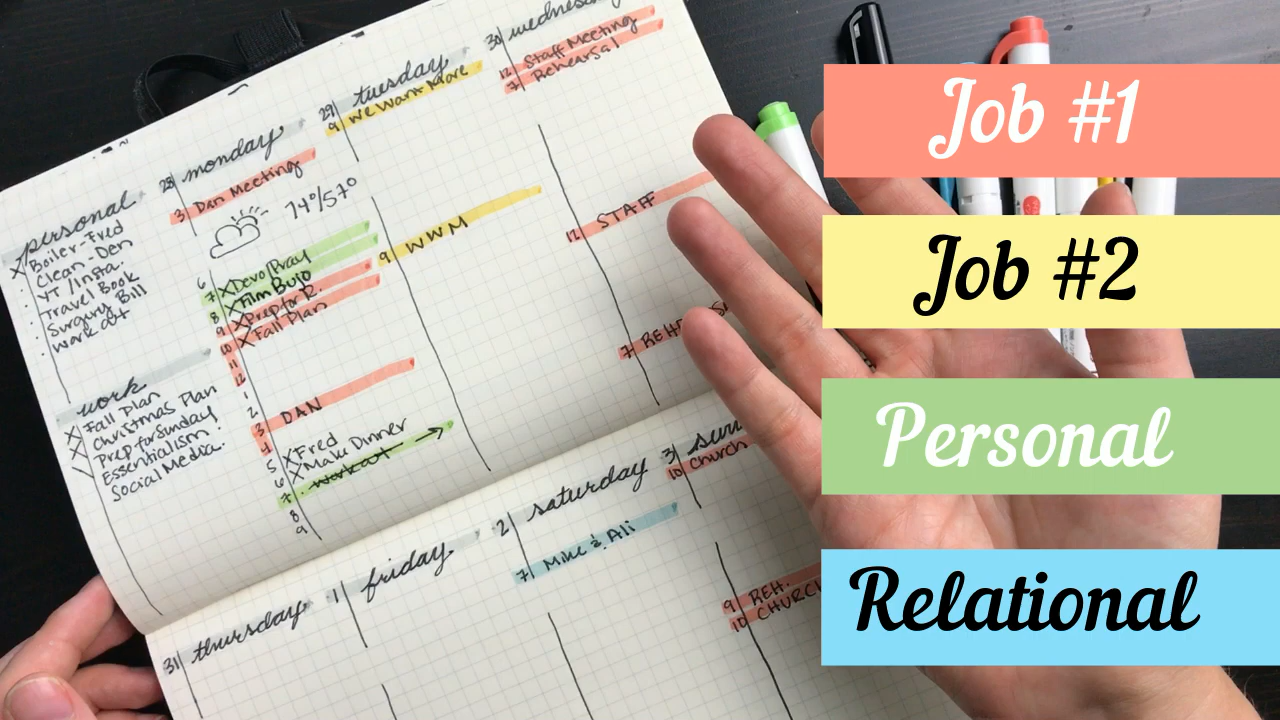 personal
X Boiler-Fred
Clean-Den
YT/Insta.
Travel Book
Surgery Bill
work out
work
X Fall Plan
X Christmas Plan
Prep for Sunday
Essentialism!
Social Media.
28 monday
3 Dan Meeting
74°/57°
6
7 X Devo/Pray
8 X Film BuJo
9 X Prep for R.
10 X Fall Plan
11
12
1
2
3 DAN
4
5 X Fred
6 X Make Dinner
7 workout
8
9
29 tuesday
9 We Want More
9 WWM
30 wednesday
12 Staff Meeting
7 Rehearsal
12 STAFF
7
31 thursday
1 friday
2 saturday
7 Mike & Ali
3
10 Church
9 REH.
10 CHURCH
Job #1
Job #2
Personal
Relational